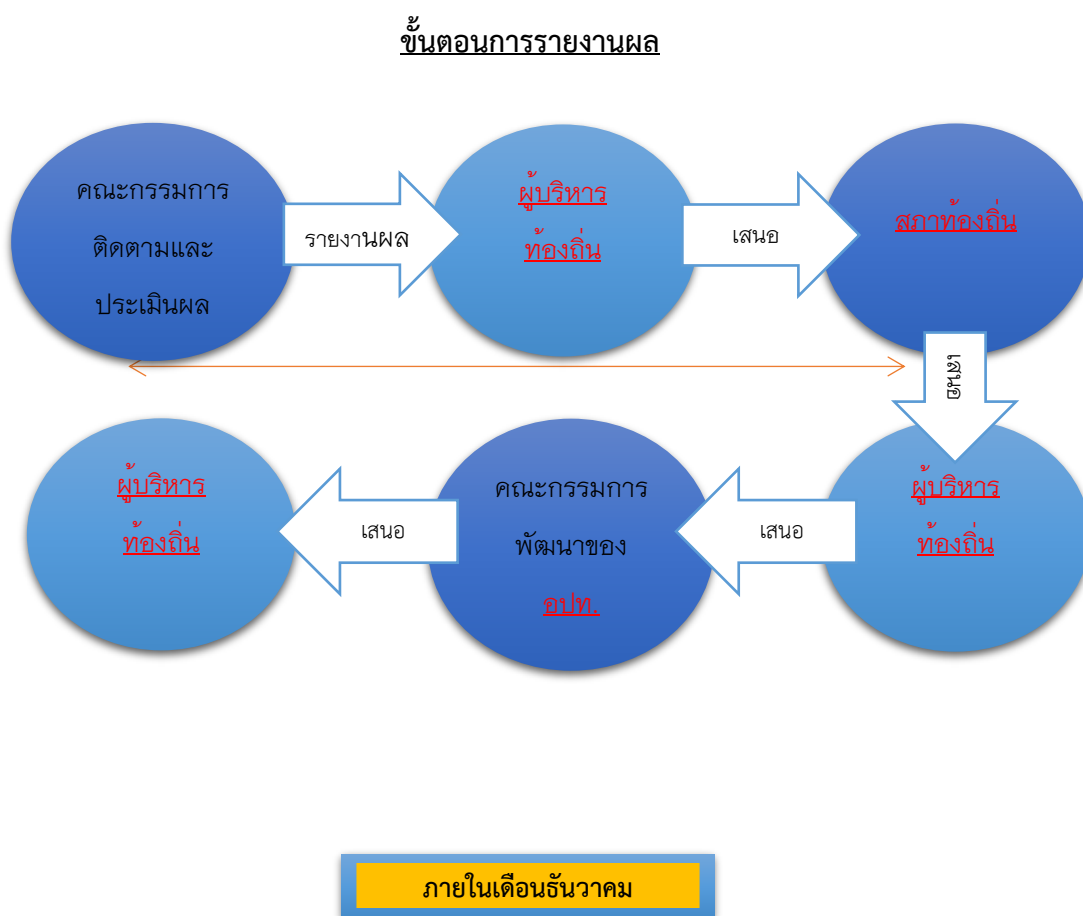 ขั้นตอนการรายงานผล
คณะกรรมการ
ติดตามและ
ประเมินผล
รายงานผล
ผู้บริหาร
ท้องถิ่น
เสนอ
สภาท้องถิ่น
เสนอ
ผู้บริหาร
ท้องถิ่น
เสนอ
คณะกรรมการ
พัฒนาของ
อปท.
เสนอ
ผู้บริหาร
ท้องถิ่น
ภายในเดือนธันวาคม